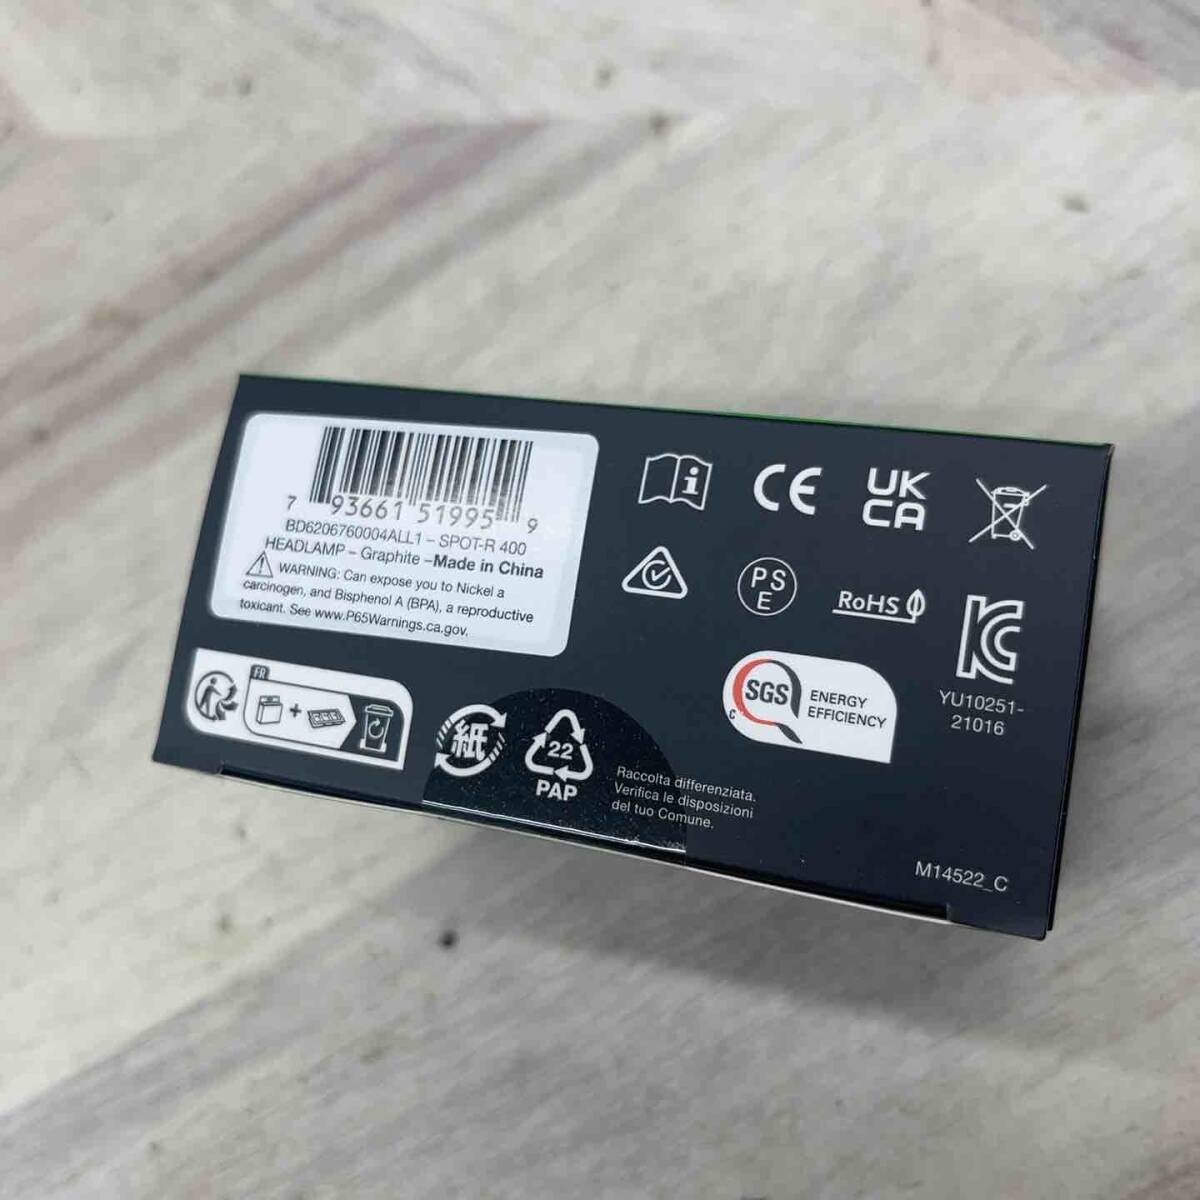 7 93661 51995 9
BD6206760004ALL1 – SPOT-R 400
HEADLAMP – Graphite –Made in China
WARNING: Can expose you to Nickel a
carcinogen, and Bisphenol A (BPA), a reproductive
toxicant. See www.P65Warnings.ca.gov.
i
CE
UK
CA
PS
E
RoHS
KC
YU10251-
21016
SGS
ENERGY
EFFICIENCY
C
FR
+
紙
22
PAP
Raccolta differenziata.
Verifica le disposizioni
del tuo Comune.
M14522_C